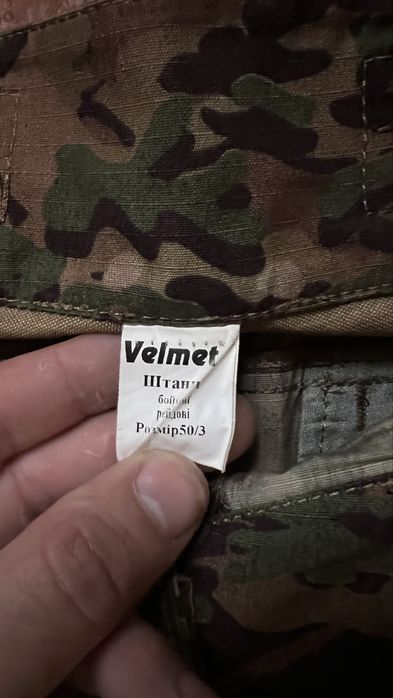 Velmet
Штани
бойові
рейдові
Розмір50/3